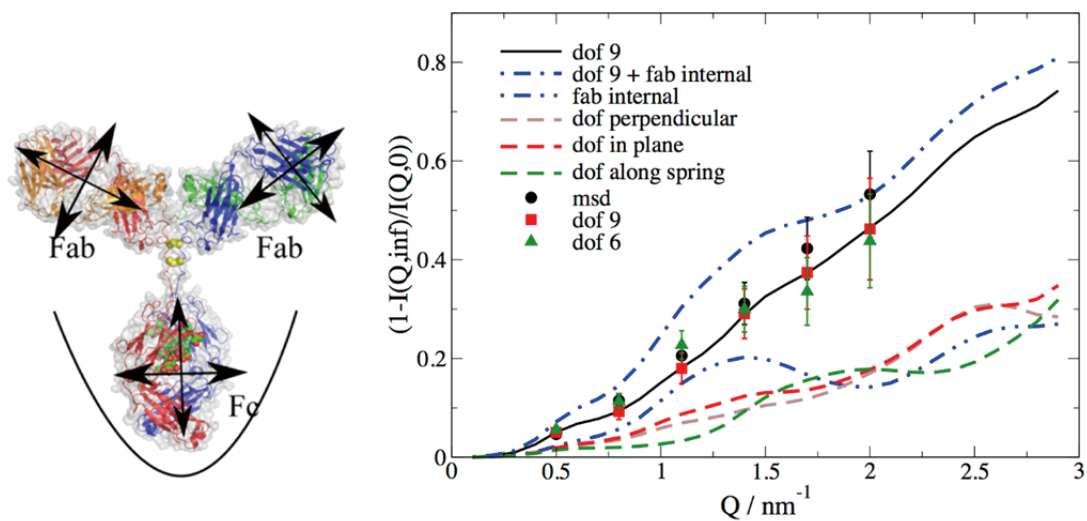 Fab
Fab
Fc
((1-I(Q,inf)/I(Q,0))
0.8
0.6
0.4
0.2
0
dof 9
dof 9 + fab internal
fab internal
dof perpendicular
dof in plane
dof along spring
msd
dof 9
dof 6
0 0.5 1 1.5 2 2.5 3
Q / nm⁻¹